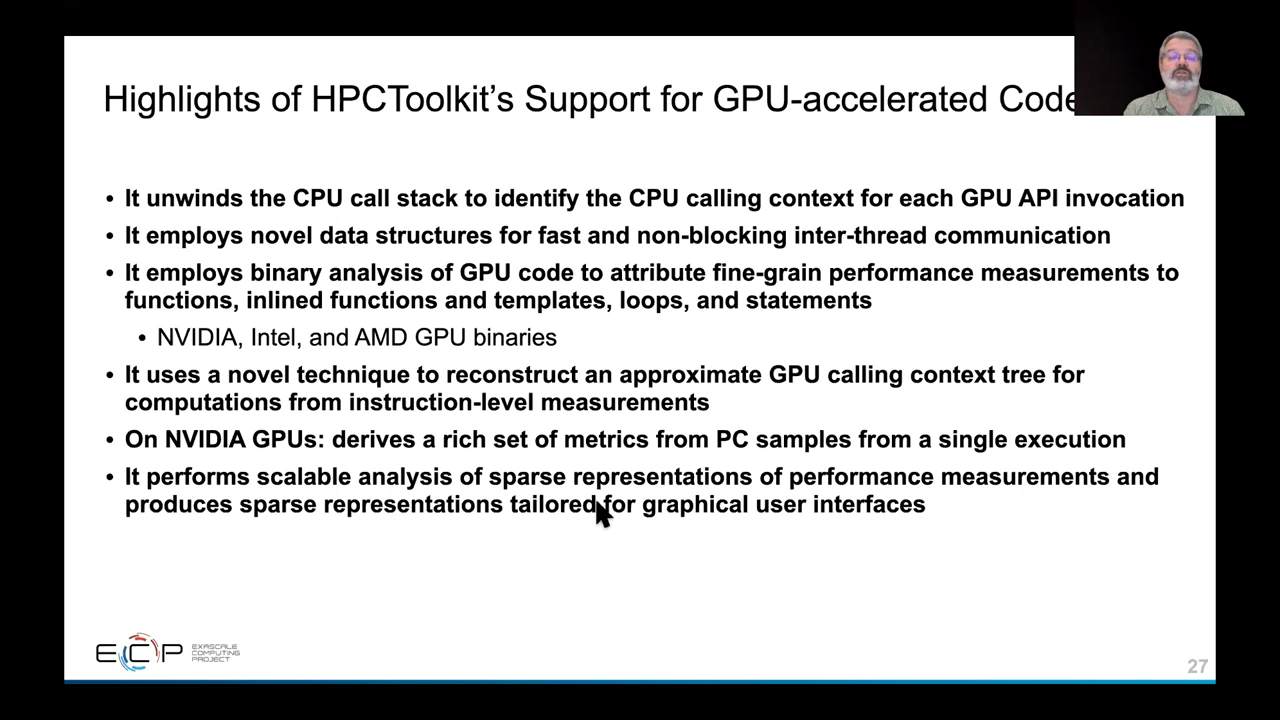 Highlights of HPCToolkit's Support for GPU-accelerated Code
• It unwinds the CPU call stack to identify the CPU calling context for each GPU API invocation
• It employs novel data structures for fast and non-blocking inter-thread communication
• It employs binary analysis of GPU code to attribute fine-grain performance measurements to
functions, inlined functions and templates, loops, and statements
• NVIDIA, Intel, and AMD GPU binaries
• It uses a novel technique to reconstruct an approximate GPU calling context tree for
computations from instruction-level measurements
• On NVIDIA GPUs: derives a rich set of metrics from PC samples from a single execution
• It performs scalable analysis of sparse representations of performance measurements and
produces sparse representations tailored for graphical user interfaces
ECP
EXASCALE
COMPUTING
PROJECT
27